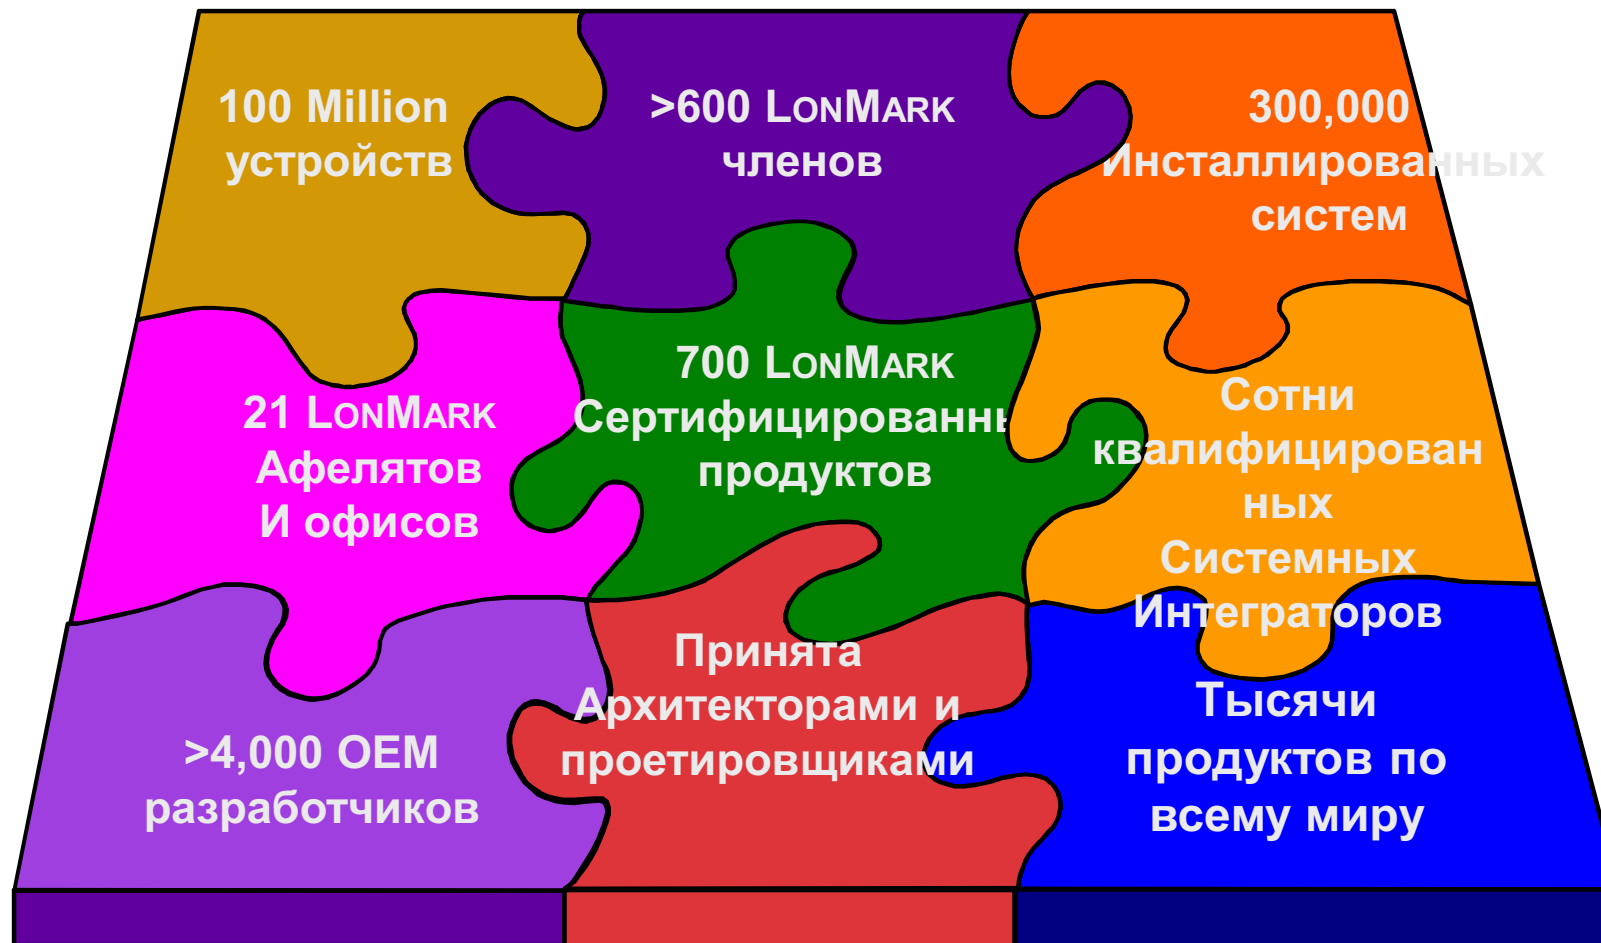 100 Million
устройств
>600 LONMARK
членов
300,000
Инсталлированных
систем
21 LONMARK
Афелятов
И офисов
700 LONMARK
Сертифицированны
продуктов
Сотни
квалифицирован
ных
Системных
Интеграторов
>4,000 OEM
разработчиков
Принята
Архитекторами и
проетировщиками
Тысячи
продуктов по
всему миру